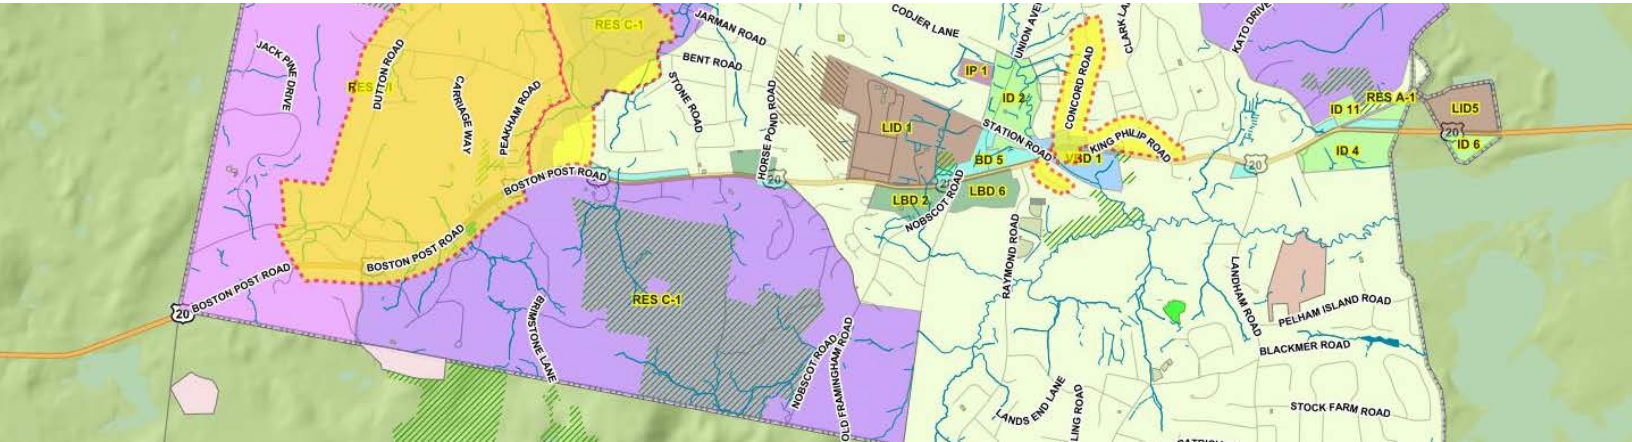 CODJER LANE
UNION AVE
CLARK LA
KATO DRIVE
JARMAN ROAD
RES C-1
JACK PINE DRIVE
DUTTON ROAD
BENT ROAD
IP 1
CONCORD ROAD
CARRIAGE WAY
PEAKHAM ROAD
STONE ROAD
HORSE POND ROAD
ID 2
RES A-1
ID 11
LID5
LID 1
STATION ROAD
KING PHILIP ROAD
20
ID 6
ID 4
BD 5
VBD 1
20
BOSTON POST ROAD
20
LBD 2
LBD 6
NOBSCOT ROAD
BOSTON POST ROAD
RAYMOND ROAD
BOSTON POST ROAD
20
RES C-1
BRIMSTONE LANE
LANDHAM ROAD
PELHAM ISLAND ROAD
BLACKMER ROAD
NOBSCOT ROAD
OLD FRAMINGHAM ROAD
LANDS END LANE
LING ROAD
STOCK FARM ROAD